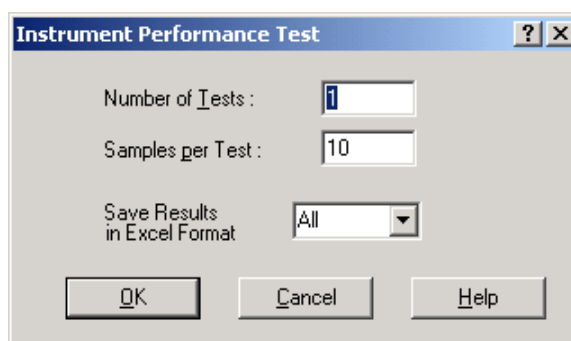 Instrument Performance Test
Number of Tests :
1
Samples per Test :
10
Save Results
in Excel Format
All
OK
Cancel
Help